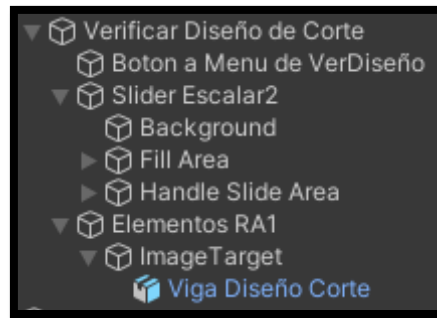 Verificar Diseño de Corte
Boton a Menu de VerDiseño
Slider Escalar2
Background
Fill Area
Handle Slide Area
Elementos RA1
ImageTarget
Viga Diseño Corte